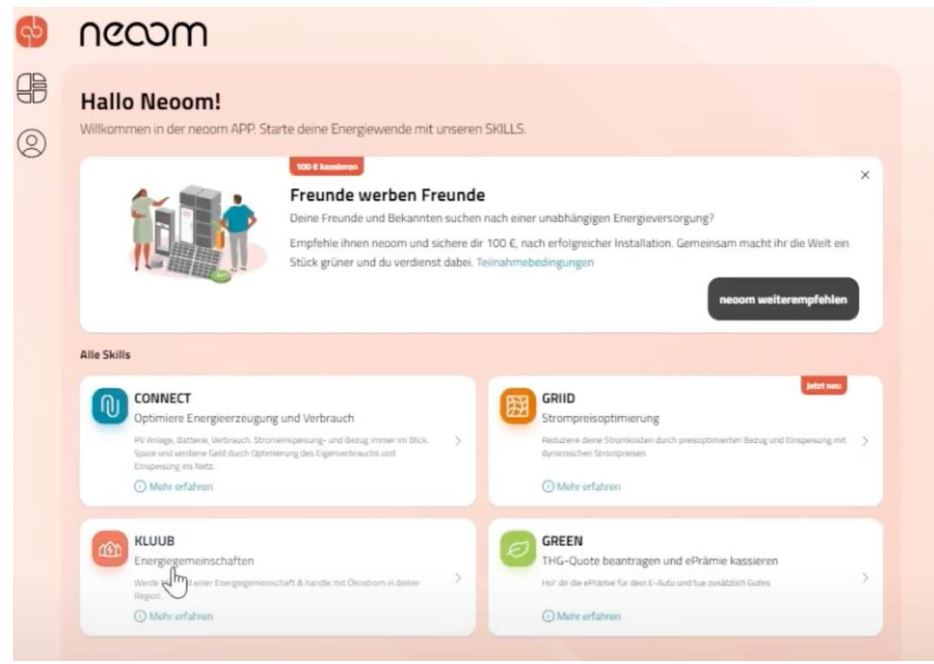 neoom
Hallo Neoom!
Willkommen in der neoom APP. Starte deine Energiewende mit unseren SKILLS.
100 € kassieren
Freunde werben Freunde
Deine Freunde und Bekannten suchen nach einer unabhängigen Energieversorgung?
Empfehle ihnen neoom und sichere dir 100 €, nach erfolgreicher Installation. Gemeinsam macht ihr die Welt ein
Stück grüner und du verdienst dabei. Teilnahmebedingungen
neoom weiterempfehlen
Alle Skills
CONNECT
Optimiere Energieerzeugung und Verbrauch
PV Anlage, Batterie, Verbrauch. Stromeinspeisung- und Bezug immer im Blick.
Spare und verdiene Geld durch Optimierung des Eigenverbrauchs und
Einspeisung ins Netz.
Mehr erfahren
Jetzt neu
GRIID
Strompreisoptimierung
Reduziere deine Stromkosten durch preisoptimierten Bezug und Einspeisung mit
dynamischen Strompreisen.
Mehr erfahren
KLUUB
Energiegemeinschaften
Werde einer Energiegemeinschaft & handle mit Ökostrom in deiner
Region.
Mehr erfahren
GREEN
THG-Quote beantragen und ePrämie kassieren
Hol' dir die ePrämie für dein E-Auto und tue zusätzlich Gutes
Mehr erfahren